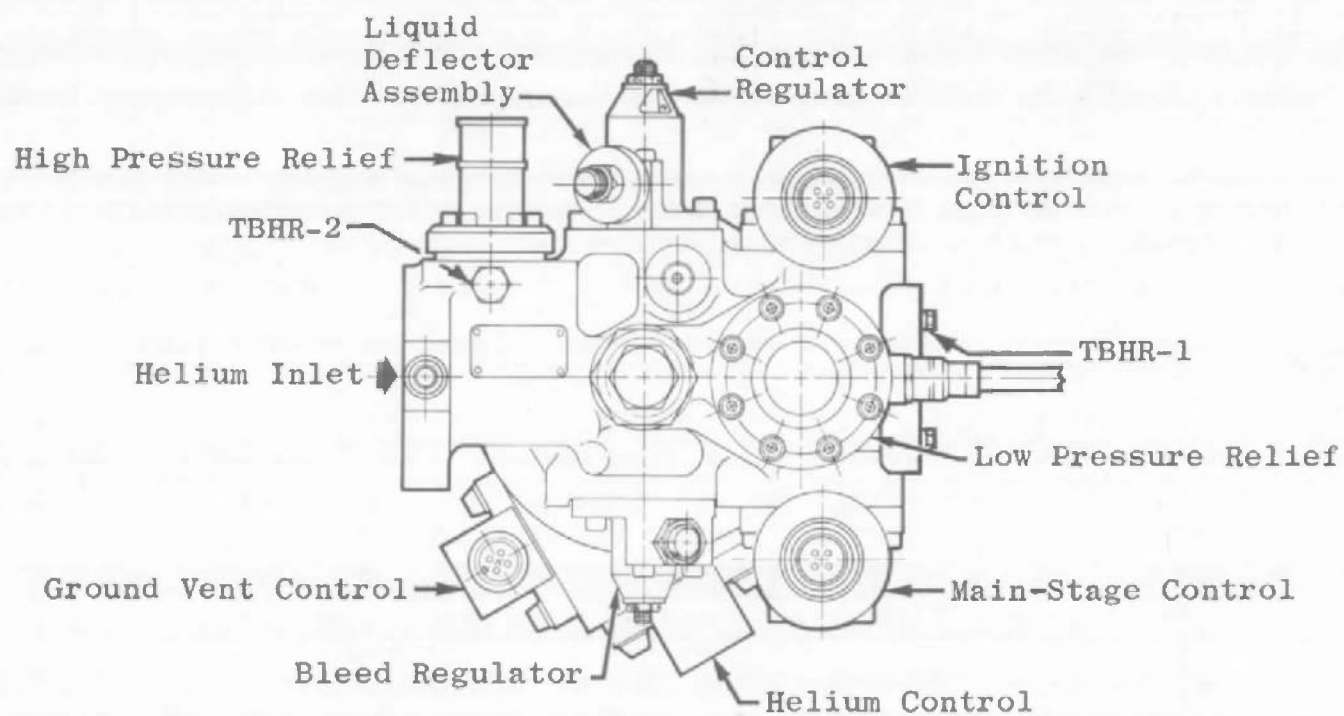 Liquid
Deflector
Assembly
Control
Regulator
High Pressure Relief
Ignition
Control
TBHR-2
TBHR-1
Helium Inlet
Low Pressure Relief
Ground Vent Control
Main-Stage Control
Bleed Regulator
Helium Control